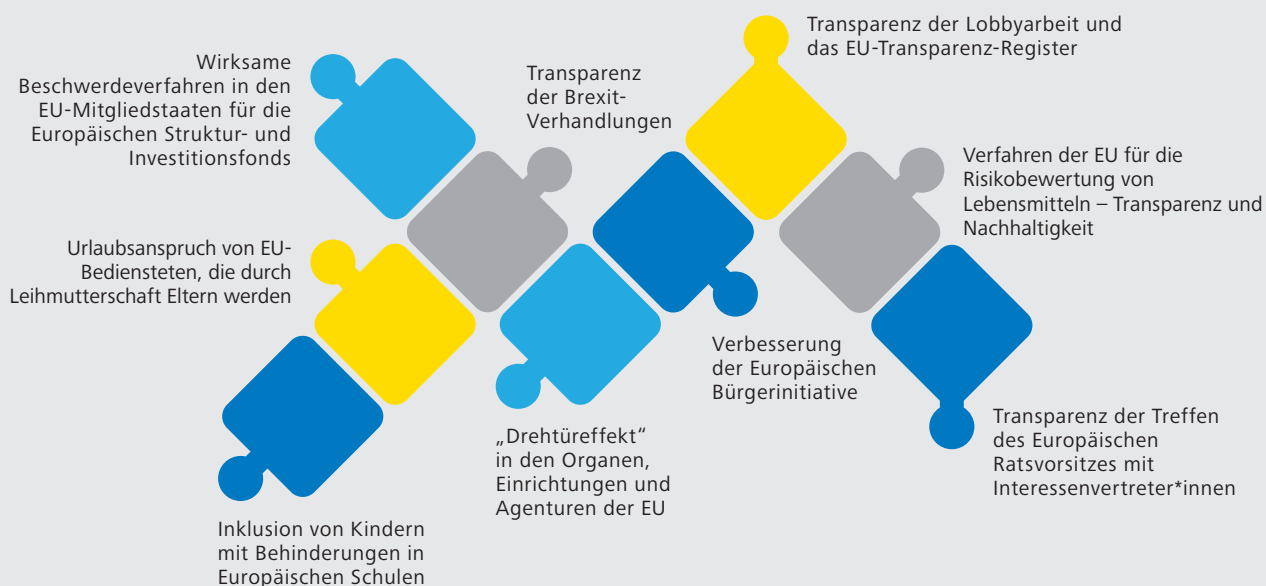 Wirksame
Beschwerdeverfahren in den
EU-Mitgliedstaaten für die
Europäischen Struktur- und
Investitionsfonds
Transparenz
der Brexit-
Verhandlungen
Transparenz der Lobbyarbeit und
das EU-Transparenz-Register
Verfahren der EU für die
Risikobewertung von
Lebensmitteln – Transparenz und
Nachhaltigkeit
Urlaubsanspruch von EU-
Bediensteten, die durch
Leihmutterschaft Eltern werden
Verbesserung
der Europäischen
Bürgerinitiative
Transparenz der Treffen
des Europäischen
Ratsvorsitzes mit
Interessenvertreter*innen
„Drehtüreffekt“
in den Organen,
Einrichtungen und
Agenturen der EU
Inklusion von Kindern
mit Behinderungen in
Europäischen Schulen